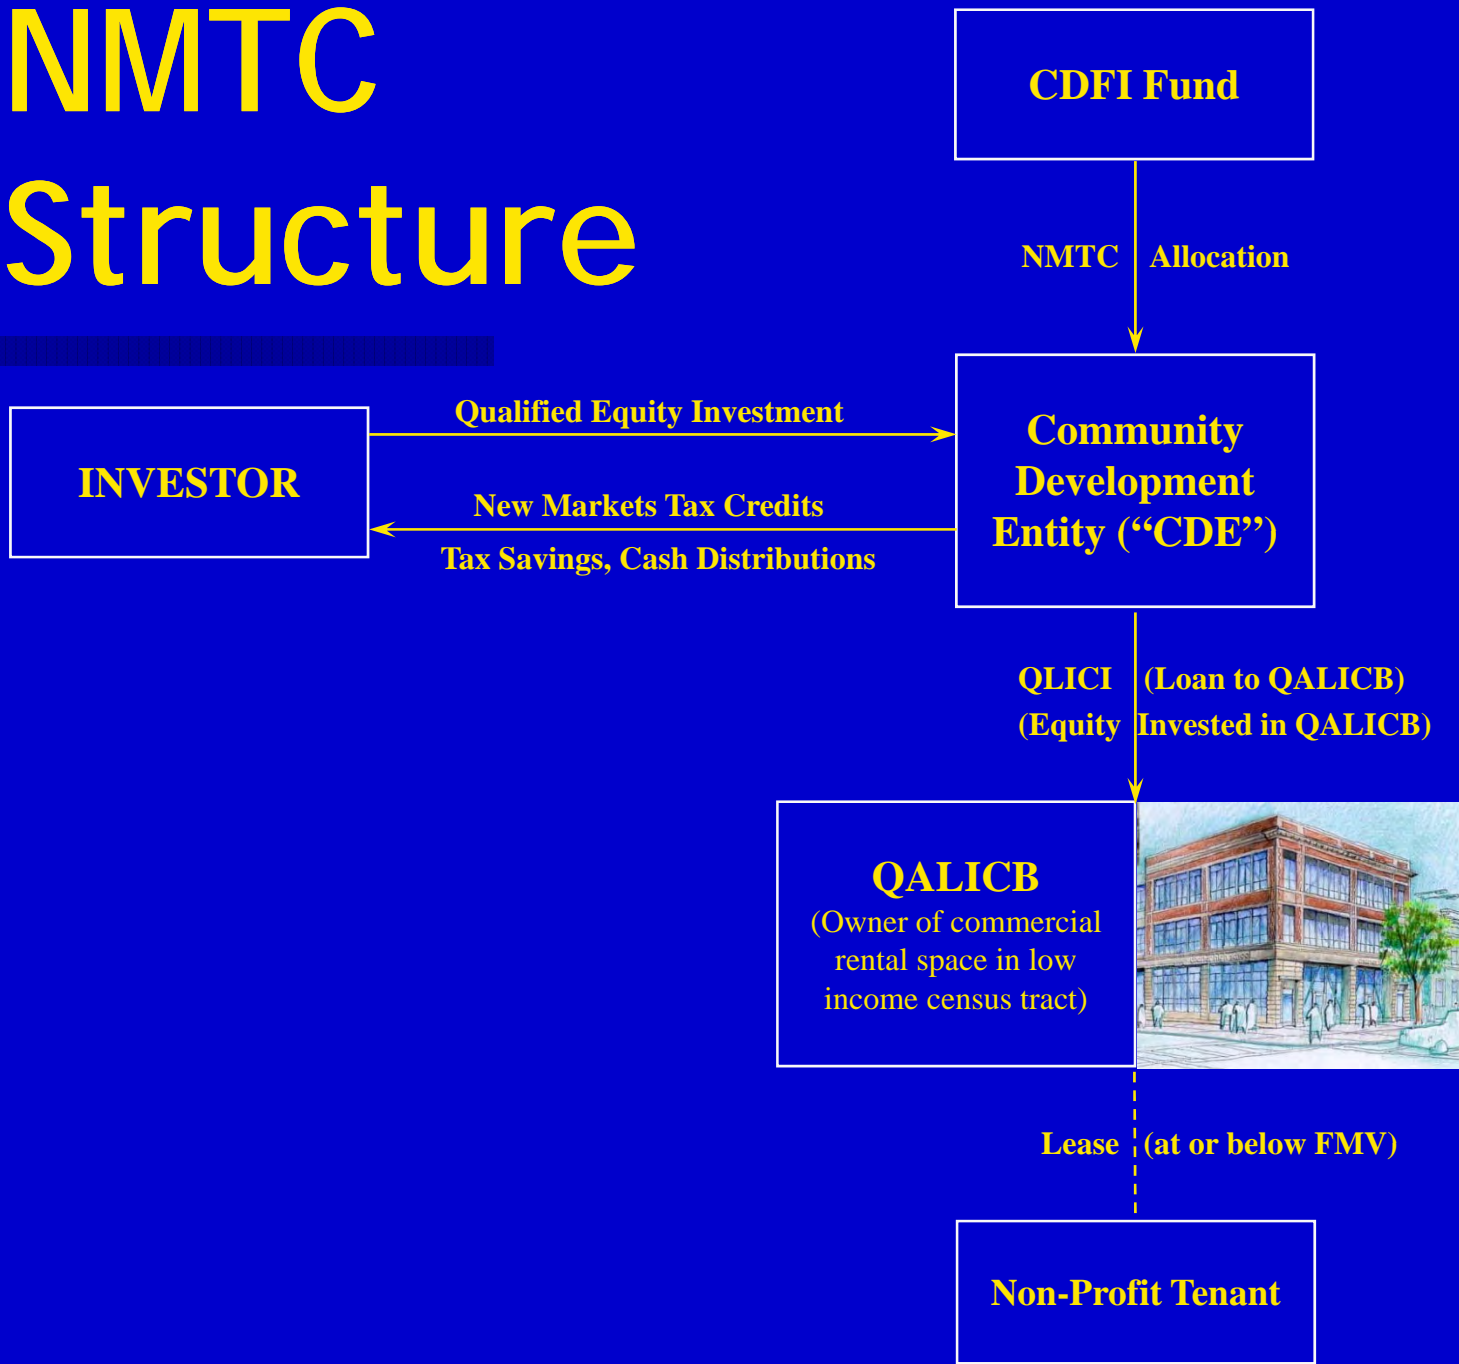 NMTC
Structure
CDFI Fund
NMTC Allocation
INVESTOR
Qualified Equity Investment
New Markets Tax Credits
Tax Savings, Cash Distributions
Community
Development
Entity (“CDE”)
QLICI (Loan to QALICB)
(Equity Invested in QALICB)
QALICB
(Owner of commercial
rental space in low
income census tract)
Lease (at or below FMV)
Non-Profit Tenant